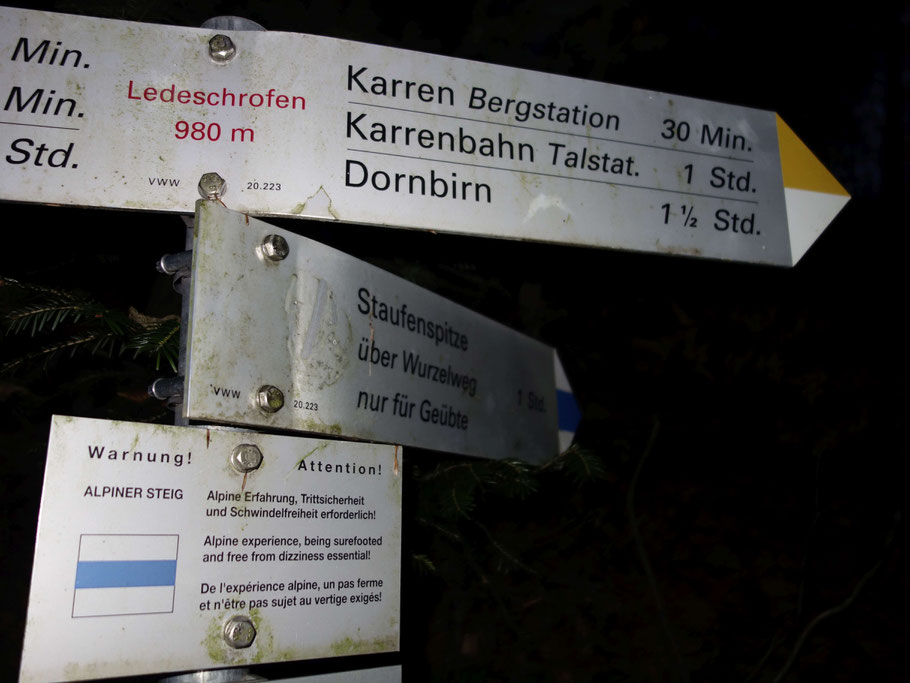 Min.
Min.
Std.
Ledeschrofen
980 m
VWW 20.223
Karren Bergstation 30 Min.
Karrenbahn Talstat. 1 Std.
Dornbirn 1 ½ Std.
Staufenspitze
über Wurzelweg 1 Std.
nur für Geübte
VWW 20.223
Warnung! Attention!
ALPINER STEIG
Alpine Erfahrung, Trittsicherheit
und Schwindelfreiheit erforderlich!
Alpine experience, being surefooted
and free from dizziness essential!
De l'expérience alpine, un pas ferme
et n'être pas sujet au vertige exigés!